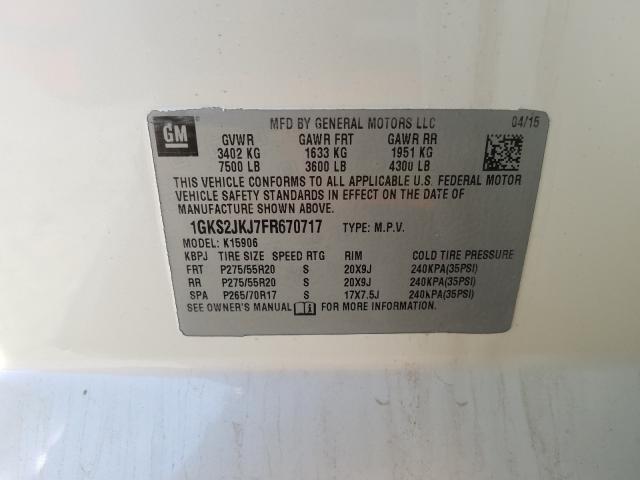 GM
MFD BY GENERAL MOTORS LLC 04/15
GVWR GAWR FRT GAWR RR
3402 KG 1633 KG 1951 KG
7500 LB 3600 LB 4300 LB
THIS VEHICLE CONFORMS TO ALL APPLICABLE U.S. FEDERAL MOTOR
VEHICLE SAFETY STANDARDS IN EFFECT ON THE DATE OF
MANUFACTURE SHOWN ABOVE.
1GKS2JKJ7FR670717 TYPE: M.P.V.
MODEL: K15906
KBPJ TIRE SIZE SPEED RTG RIM COLD TIRE PRESSURE
FRT P275/55R20 S 20X9J 240KPA(35PSI)
RR P275/55R20 S 20X9J 240KPA(35PSI)
SPA P265/70R17 S 17X7.5J 240KPA(35PSI)
SEE OWNER'S MANUAL i FOR MORE INFORMATION.